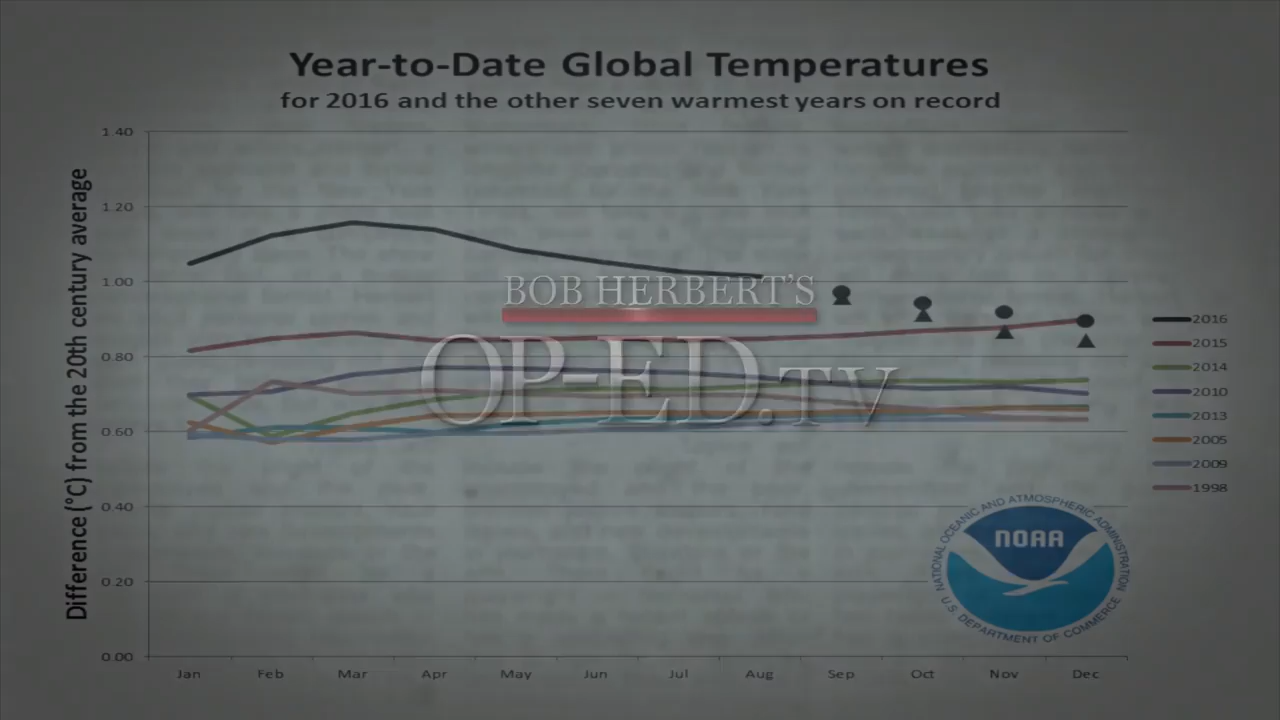 Year-to-Date Global Temperatures
for 2016 and the other seven warmest years on record
Difference (°C) from the 20th century average
1.40
1.20
1.00
0.80
0.60
0.40
0.20
0.00
Jan Feb Mar Apr May Jun Jul Aug Sep Oct Nov Dec
BOB HERBERT'S
OP-ED.TV
2016
2015
2014
2010
2013
2005
2009
1998
NATIONAL OCEANIC AND ATMOSPHERIC ADMINISTRATION
NOAA
U.S. DEPARTMENT OF COMMERCE